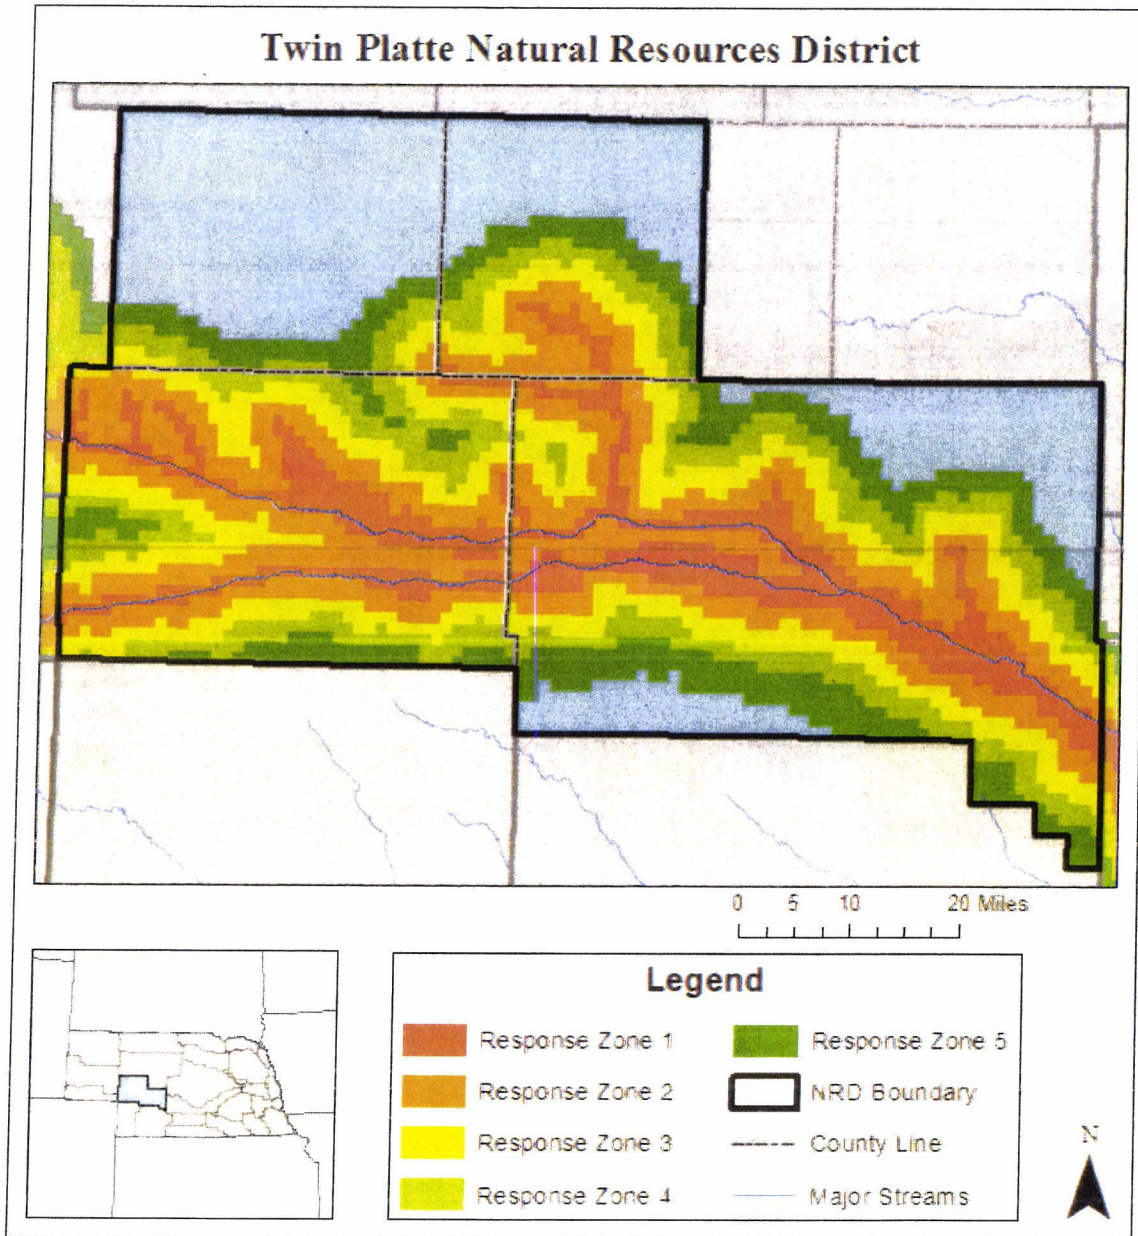 Twin Platte Natural Resources District
0 5 10 20 Miles
Legend
Response Zone 1
Response Zone 2
Response Zone 3
Response Zone 4
Response Zone 5
NRD Boundary
County Line
Major Streams
N